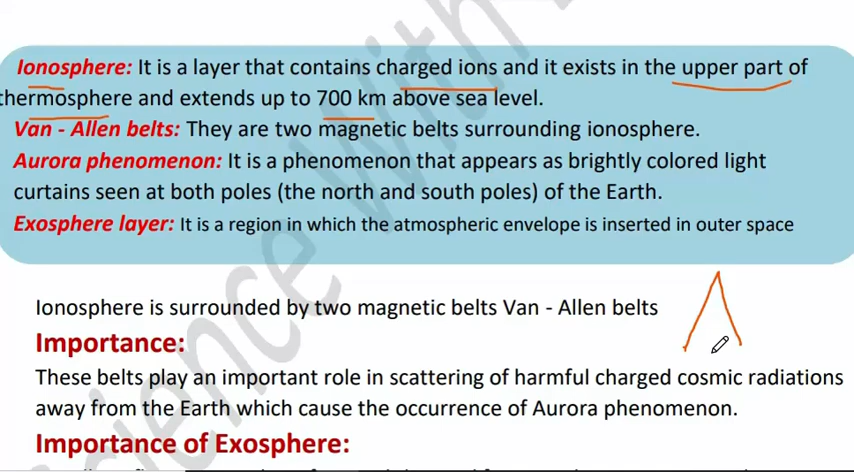 Ionosphere: It is a layer that contains charged ions and it exists in the upper part of
thermosphere and extends up to 700 km above sea level.
Van - Allen belts: They are two magnetic belts surrounding ionosphere.
Aurora phenomenon: It is a phenomenon that appears as brightly colored light
curtains seen at both poles (the north and south poles) of the Earth.
Exosphere layer: It is a region in which the atmospheric envelope is inserted in outer space
Ionosphere is surrounded by two magnetic belts Van - Allen belts
Importance:
These belts play an important role in scattering of harmful charged cosmic radiations
away from the Earth which cause the occurrence of Aurora phenomenon.
Importance of Exosphere:
Science With